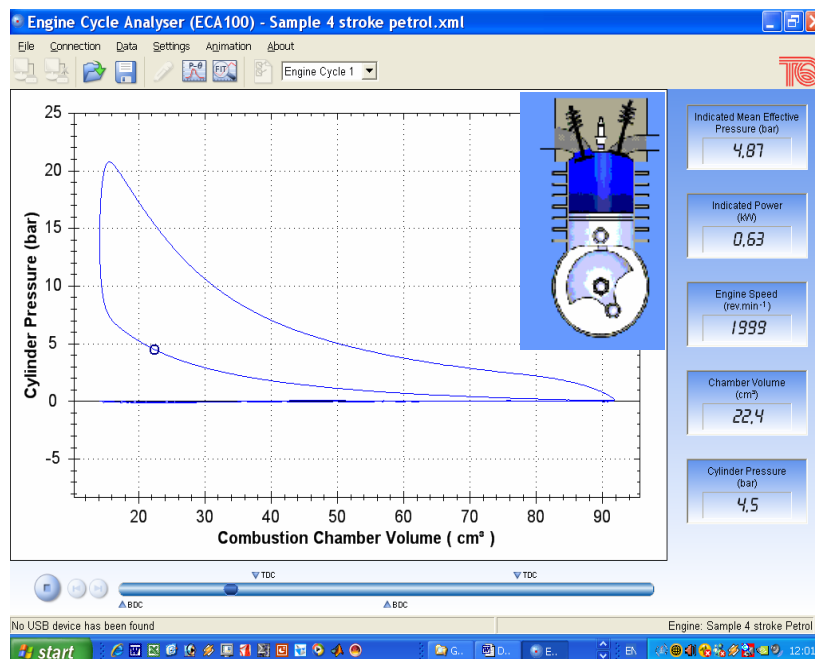 Engine Cycle Analyser (ECA100) - Sample 4 stroke petrol.xml
File Connection Data Settings Animation About
P-θ
FIT
Engine Cycle 1
25
20
15
10
5
0
-5
Cylinder Pressure (bar)
20 30 40 50 60 70 80 90
Combustion Chamber Volume ( cm³ )
Indicated Mean Effective
Pressure (bar)
4,87
Indicated Power
(kW)
0,63
Engine Speed
(rev.min-1)
1999
Chamber Volume
(cm³)
22,4
Cylinder Pressure
(bar)
4,5
TDC TDC
BDC BDC
No USB device has been found
Engine: Sample 4 stroke Petrol
start
G..
D..
E..
EN
12:01